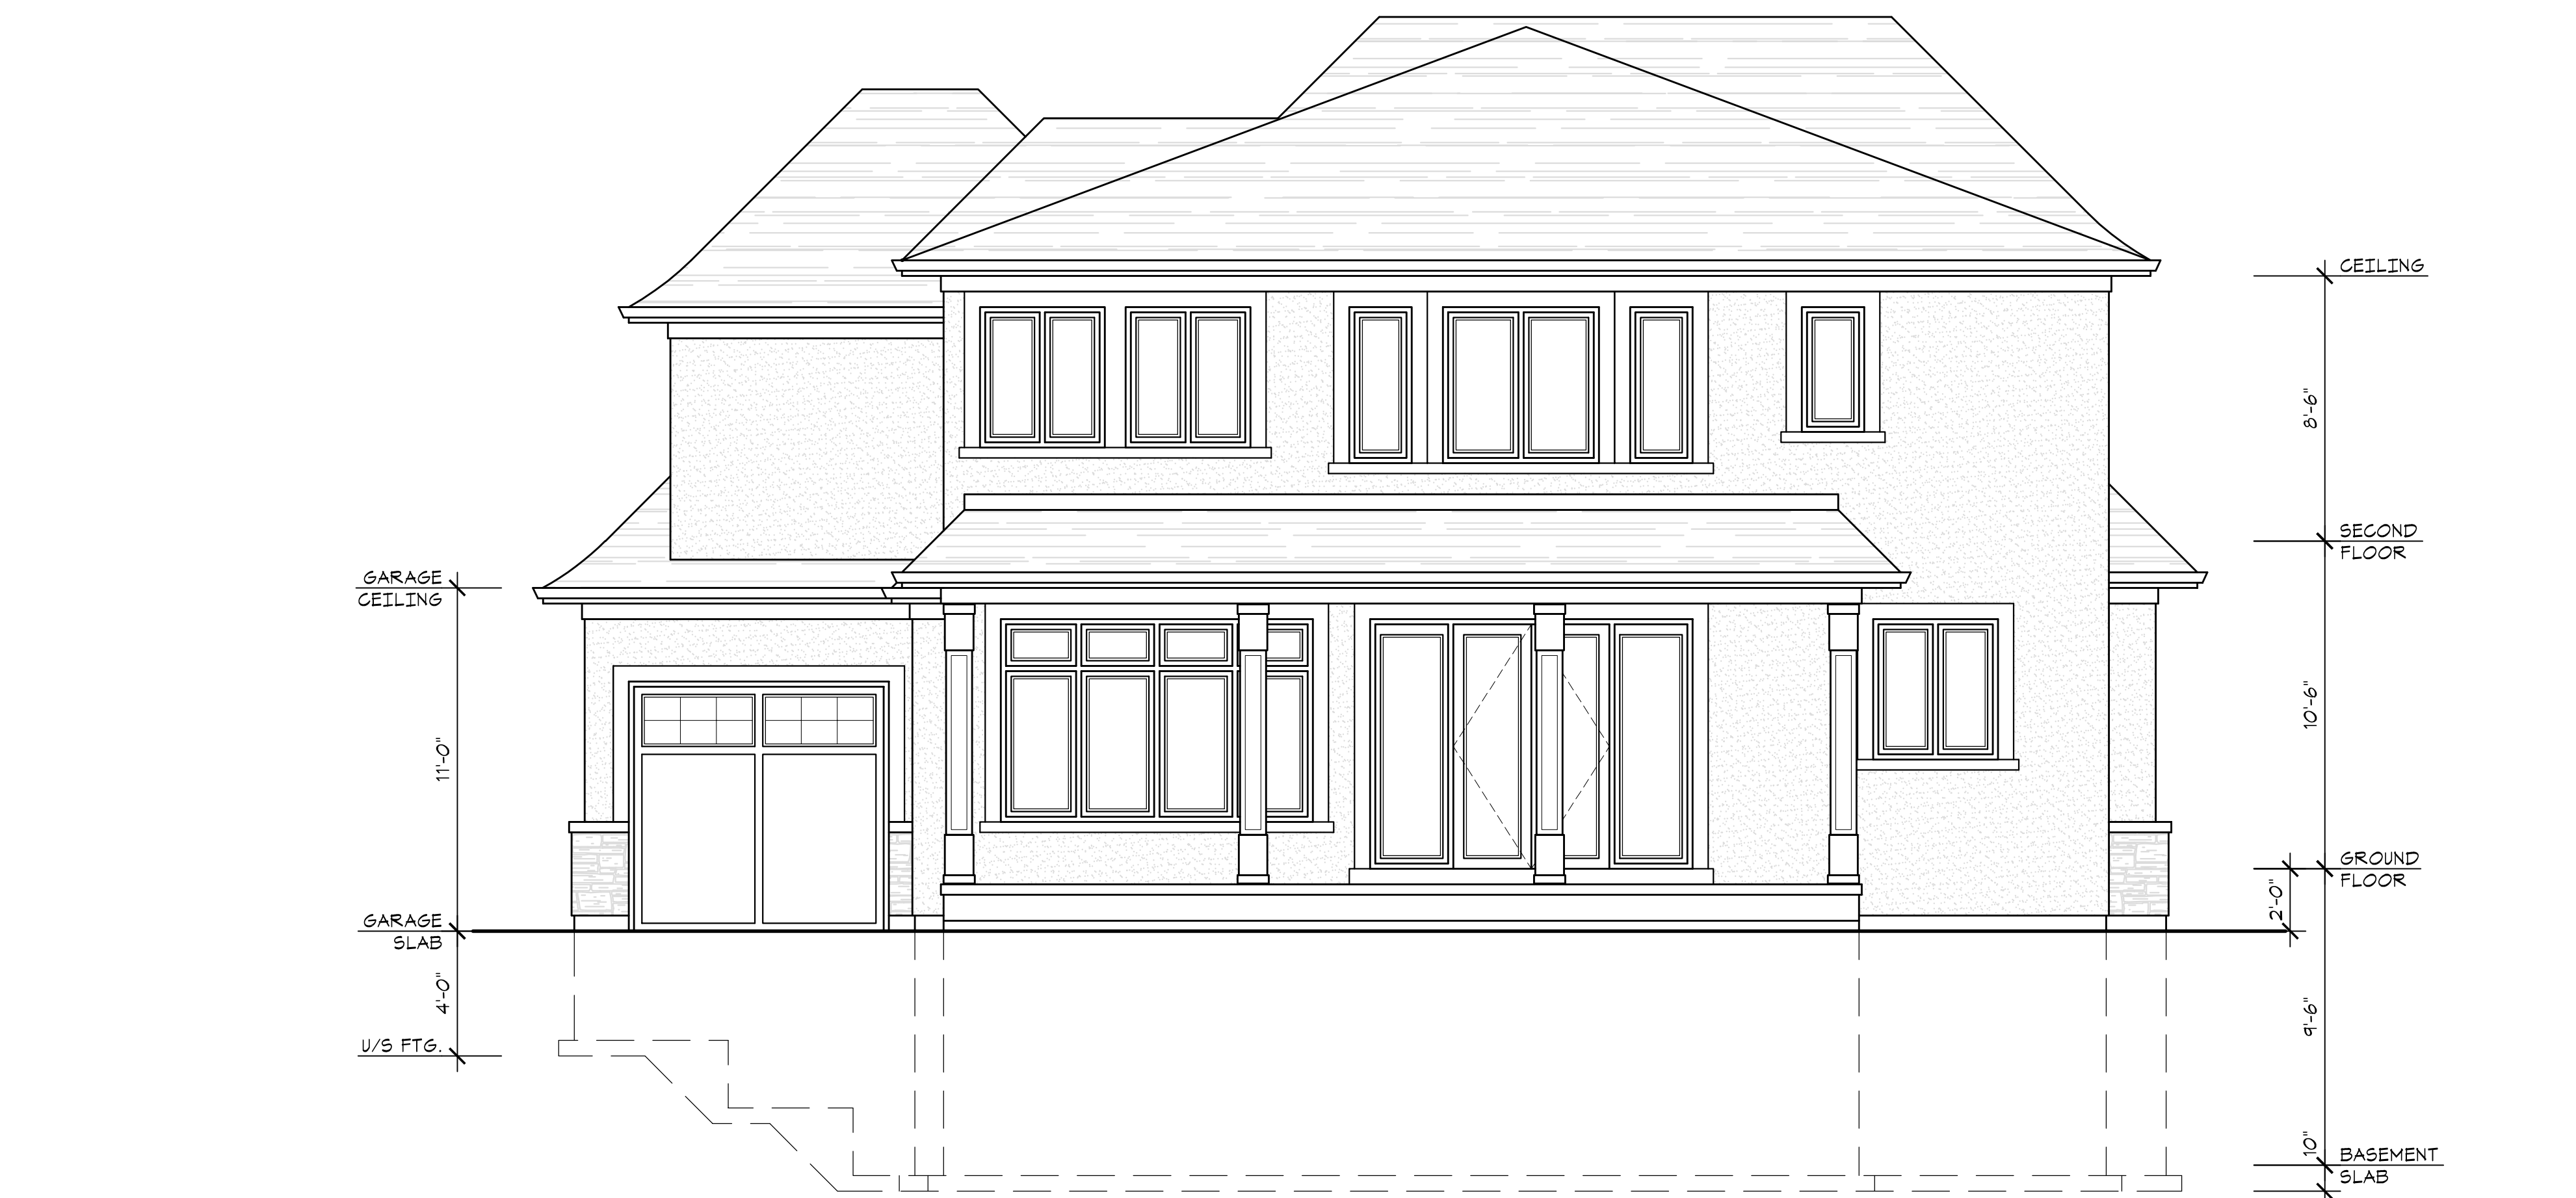 CEILING
8'-6"
SECOND
FLOOR
GARAGE
CEILING
10'-6"
11'-0"
GROUND
FLOOR
2'-0"
GARAGE
SLAB
4'-0"
9'-6"
U/S FTG.
10"
BASEMENT
SLAB